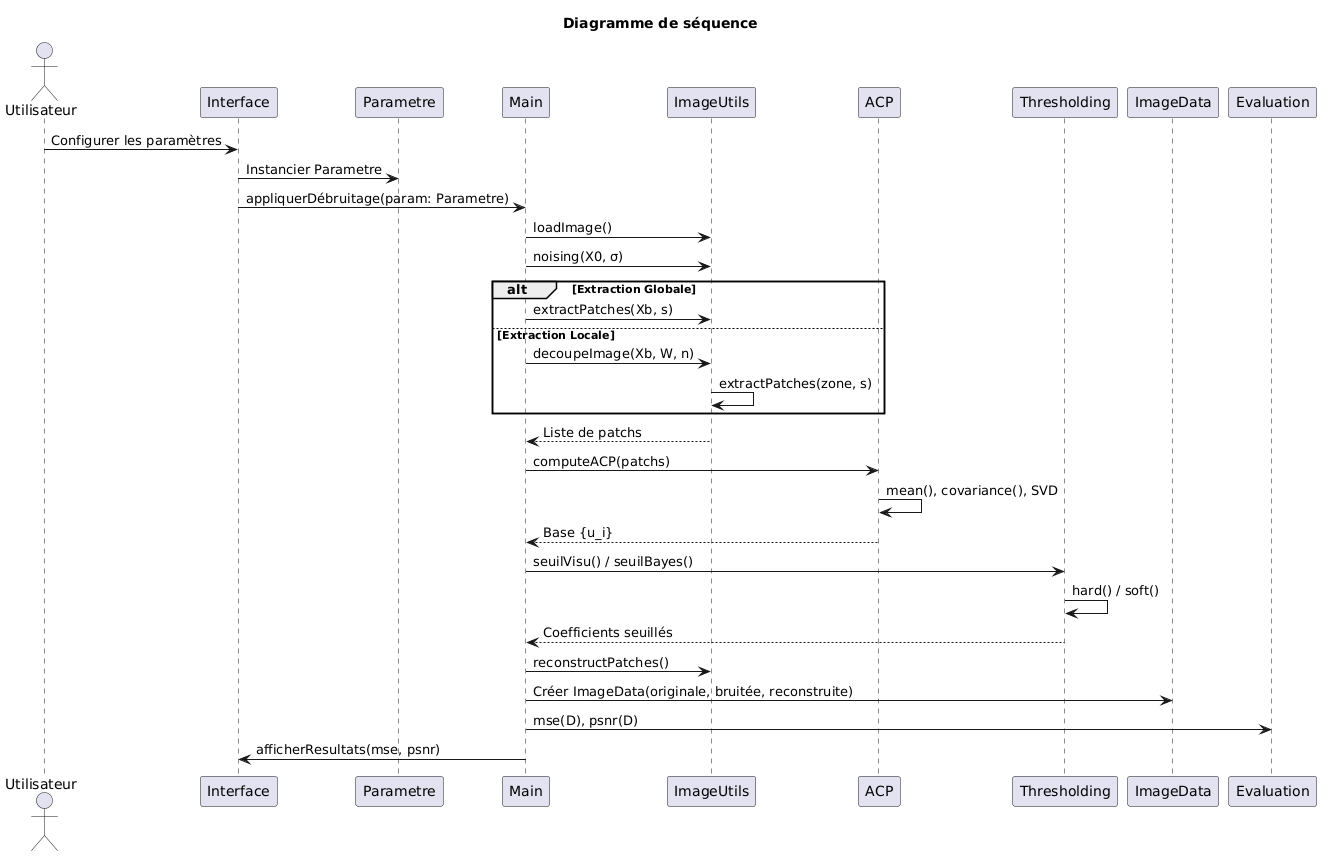 Diagramme de séquence
Utilisateur
Interface
Parametre
Main
ImageUtils
ACP
Thresholding
ImageData
Evaluation
Configurer les paramètres
Instancier Parametre
appliquerDébruitage(param: Parametre)
loadImage()
noising(X0, σ)
alt [Extraction Globale]
extractPatches(Xb, s)
[Extraction Locale]
decoupeImage(Xb, W, n)
extractPatches(zone, s)
Liste de patchs
computeACP(patchs)
mean(), covariance(), SVD
Base {u_i}
seuilVisu() / seuilBayes()
hard() / soft()
Coefficients seuillés
reconstructPatches()
Créer ImageData(originale, bruitée, reconstruite)
mse(D), psnr(D)
afficherResultats(mse, psnr)
Utilisateur
Interface
Parametre
Main
ImageUtils
ACP
Thresholding
ImageData
Evaluation